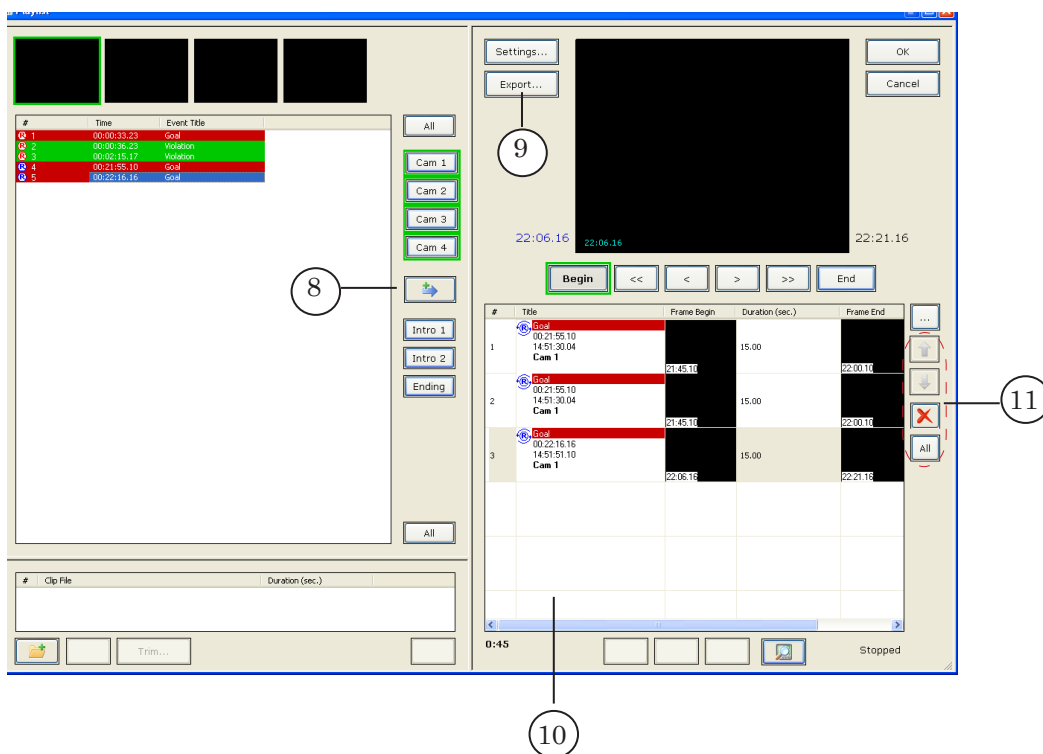 Playlist
# Time Event Title
R 1 00:00:33.23 Goal
R 2 00:00:36.23 Violation
R 3 00:02:15.17 Violation
R 4 00:21:55.10 Goal
R 5 00:22:16.16 Goal
All
Cam 1
Cam 2
Cam 3
Cam 4
8
Intro 1
Intro 2
Ending
All
# Clip File Duration (sec.)
Trim...
Settings...
Export...
9
OK
Cancel
22:06.16
22:06.16
22:21.16
Begin << < > >> End
# Title Frame Begin Duration (sec.) Frame End
...
R Goal
00:21:55.10
1 14:51:30.04 15.00
Cam 1
21:45.10 22:00.10
R Goal
00:21:55.10
2 14:51:30.04 15.00
Cam 1
21:45.10 22:00.10
R Goal
00:22:16.16
3 14:51:51.10 15.00
Cam 1
22:06.16 22:21.16
All
11
0:45
Stopped
10